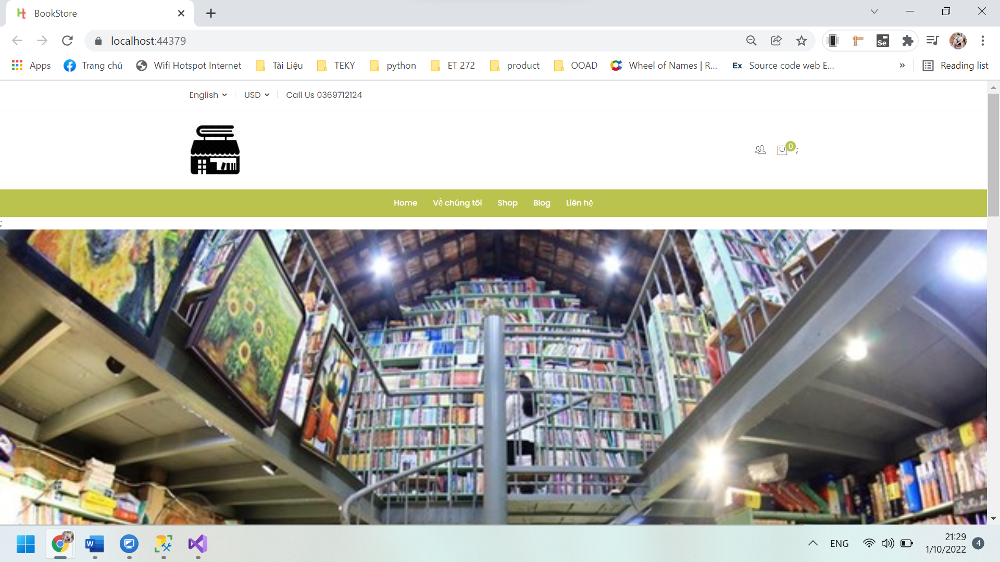 BookStore
localhost:44379
Se
Apps Trang chủ Wifi Hotspot Internet Tài Liệu TEKY python ET 272 product OOAD Wheel of Names | R... Ex Source code web E... » Reading list
English USD Call Us 0369712124
0 ;
Home Về chúng tôi Shop Blog Liên hệ
;
W
ENG
21:29
1/10/2022
4